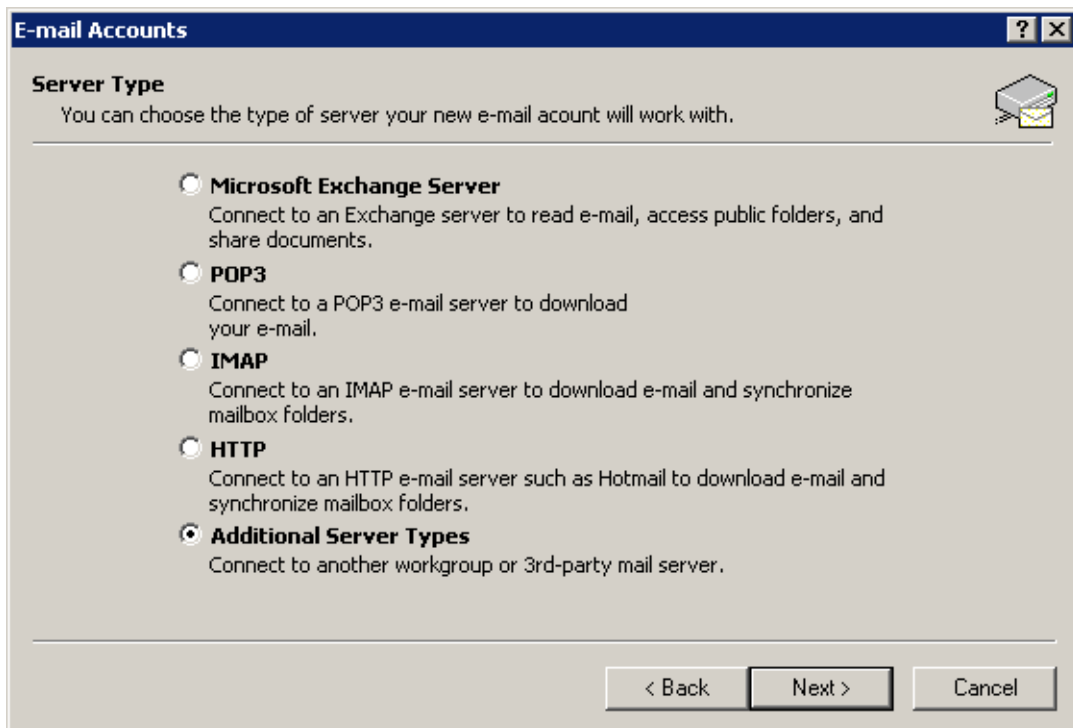 E-mail Accounts
Server Type
You can choose the type of server your new e-mail acount will work with.
Microsoft Exchange Server
Connect to an Exchange server to read e-mail, access public folders, and
share documents.
POP3
Connect to a POP3 e-mail server to download
your e-mail.
IMAP
Connect to an IMAP e-mail server to download e-mail and synchronize
mailbox folders.
HTTP
Connect to an HTTP e-mail server such as Hotmail to download e-mail and
synchronize mailbox folders.
Additional Server Types
Connect to another workgroup or 3rd-party mail server.
< Back Next > Cancel